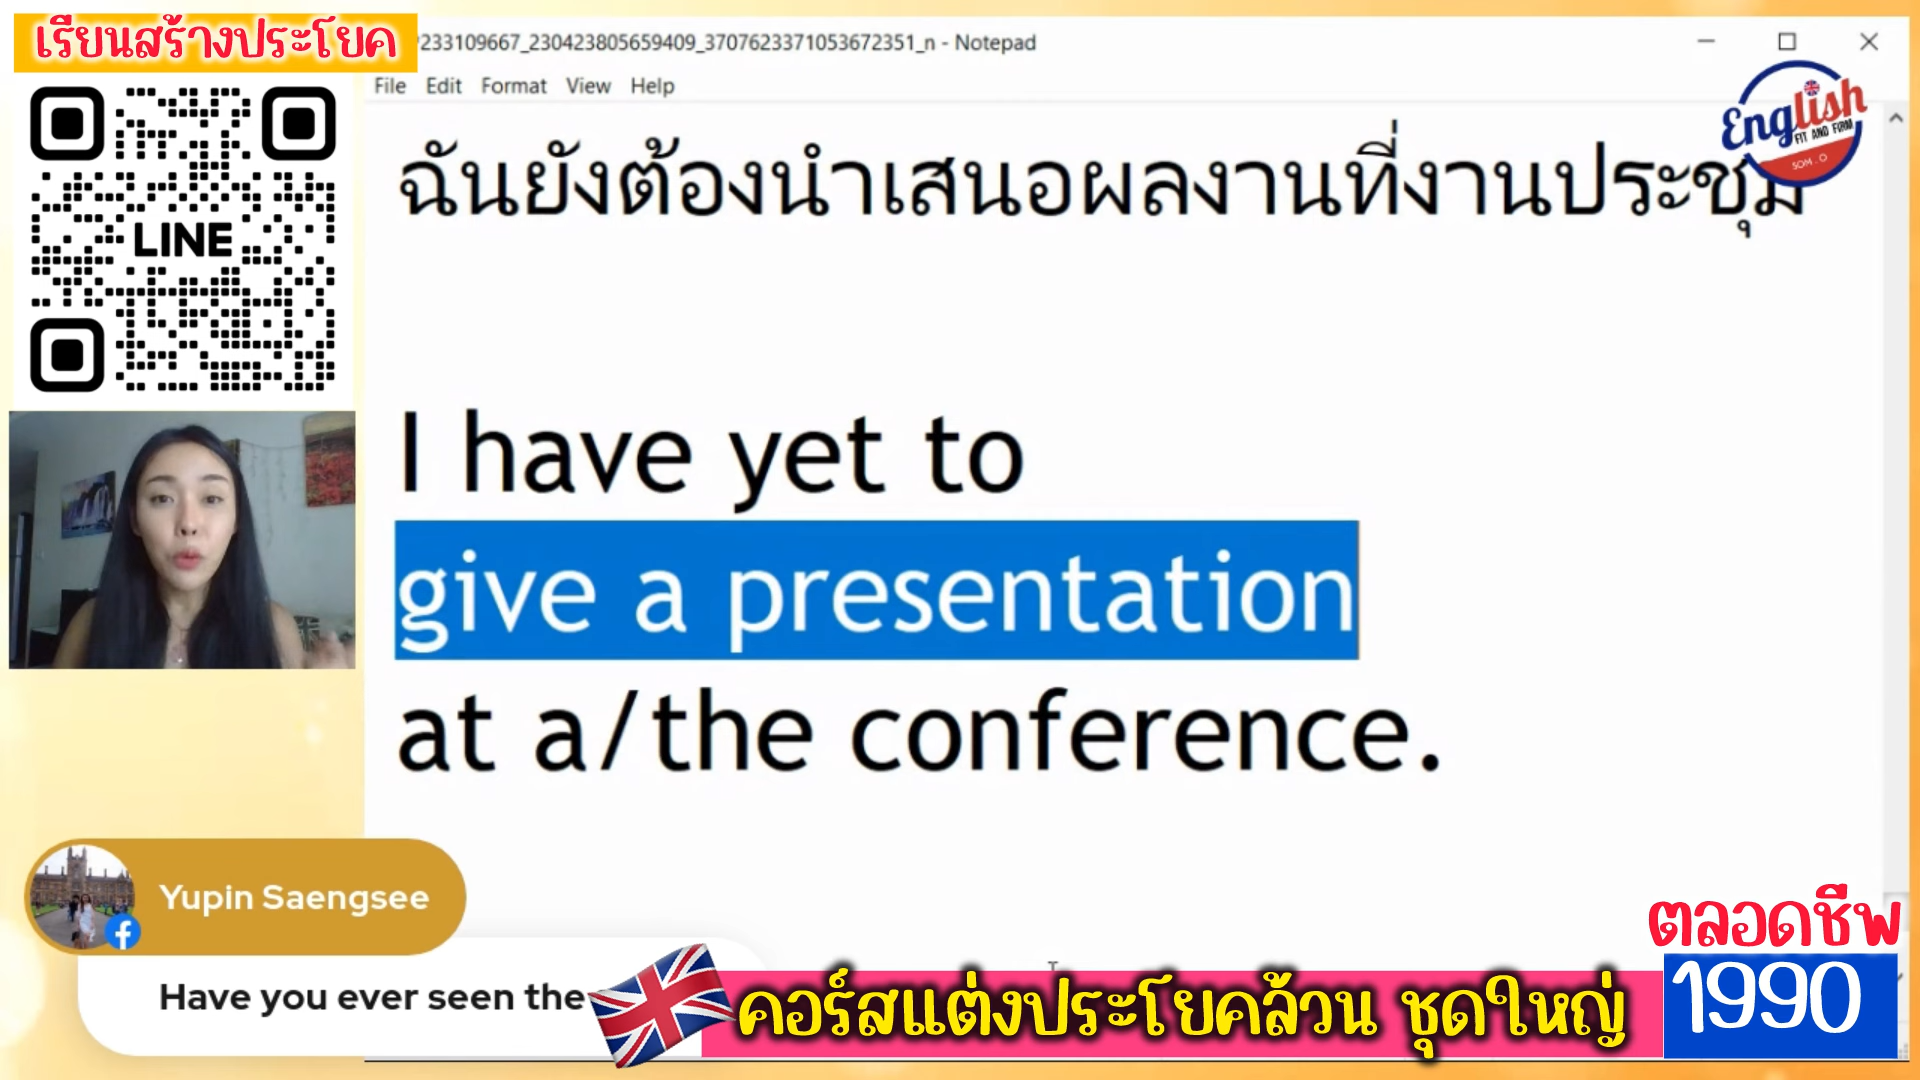 เรียนสร้างประโยค
233109667_230423805659409_3707623371053672351_n - Notepad
File Edit Format View Help
English
FIT AND FIRM
SOM . O
LINE
ฉันยังต้องนำเสนอผลงานที่งานประชุม
I have yet to
give a presentation
at a/the conference.
Yupin Saengsee
Have you ever seen the
คอร์สแต่งประโยคล้วน ชุดใหญ่
ตลอดชีพ
1990